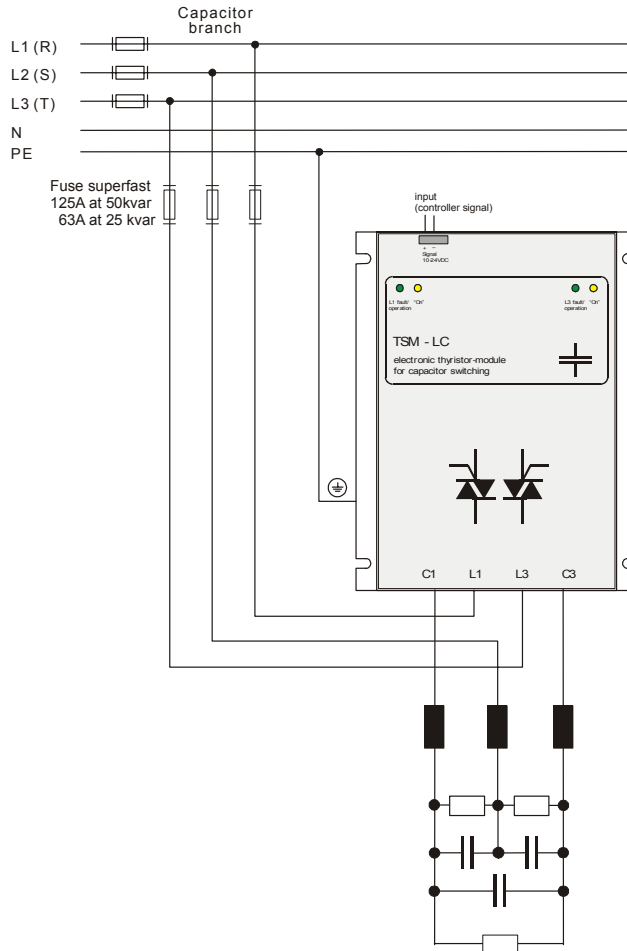 Capacitor
branch
L1 (R)
L2 (S)
L3 (T)
N
PE
Fuse superfast
125A at 50kvar
63A at 25 kvar
input
(controller signal)
+ –
Signal
10-24VDC
L1 fault/ "On"
operation
L3 fault/ "On"
operation
TSM - LC
electronic thyristor-module
for capacitor switching
C1 L1 L3 C3